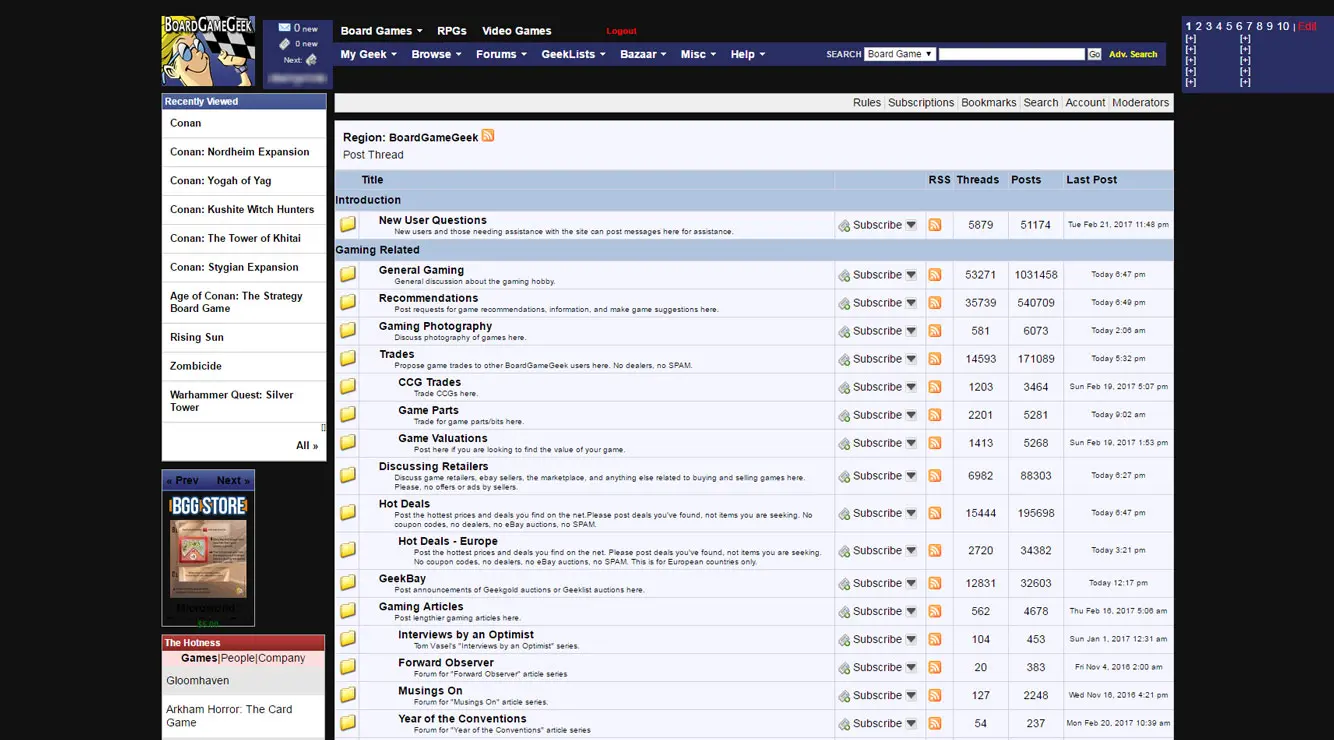 BOARDGAMEGEEK
0 new
0 new
Next:
Board Games RPGs Video Games Logout
My Geek Browse Forums GeekLists Bazaar Misc Help SEARCH Board Game Go Adv. Search
1 2 3 4 5 6 7 8 9 10 | Edit
[+] [+]
[+] [+]
[+] [+]
[+] [+]
[+] [+]
Recently Viewed
Conan
Conan: Nordheim Expansion
Conan: Yogah of Yag
Conan: Kushite Witch Hunters
Conan: The Tower of Khitai
Conan: Stygian Expansion
Age of Conan: The Strategy
Board Game
Rising Sun
Zombicide
Warhammer Quest: Silver
Tower
[]
All »
« Prev Next »
BGG STORE
Microworld
$5.00
The Hotness
Games|People|Company
Gloomhaven
Arkham Horror: The Card
Game
Rules Subscriptions Bookmarks Search Account Moderators
Region: BoardGameGeek
Post Thread
Title RSS Threads Posts Last Post
Introduction
New User Questions
New users and those needing assistance with the site can post messages here for assistance.
Subscribe 5879 51174 Tue Feb 21, 2017 11:48 pm
Gaming Related
General Gaming
General discussion about the gaming hobby.
Subscribe 53271 1031458 Today 6:47 pm
Recommendations
Post requests for game recommendations, information, and make game suggestions here.
Subscribe 35739 540709 Today 6:49 pm
Gaming Photography
Discuss photography of games here.
Subscribe 581 6073 Today 2:06 am
Trades
Propose game trades to other BoardGameGeek users here. No dealers, no SPAM.
Subscribe 14593 171089 Today 5:32 pm
CCG Trades
Trade CCGs here.
Subscribe 1203 3464 Sun Feb 19, 2017 5:07 pm
Game Parts
Trade for game parts/bits here.
Subscribe 2201 5281 Today 9:02 am
Game Valuations
Post here if you are looking to find the value of your game.
Subscribe 1413 5268 Sun Feb 19, 2017 1:53 pm
Discussing Retailers
Discuss game retailers, ebay sellers, the marketplace, and anything else related to buying and selling games here.
Please, no offers or ads by sellers.
Subscribe 6982 88303 Today 6:27 pm
Hot Deals
Post the hottest prices and deals you find on the net.Please post deals you've found, not items you are seeking. No
coupon codes, no dealers, no eBay auctions, no SPAM.
Subscribe 15444 195698 Today 6:47 pm
Hot Deals - Europe
Post the hottest prices and deals you find on the net. Please post deals you've found, not items you are seeking.
No coupon codes, no dealers, no eBay auctions, no SPAM. This is for European countries only.
Subscribe 2720 34382 Today 3:21 pm
GeekBay
Post announcements of Geekgold auctions or Geeklist auctions here.
Subscribe 12831 32603 Today 12:17 pm
Gaming Articles
Post lengthier gaming articles here.
Subscribe 562 4678 Thu Feb 16, 2017 5:06 am
Interviews by an Optimist
Tom Vasel's "Interviews by an Optimist" series.
Subscribe 104 453 Sun Jan 1, 2017 12:31 am
Forward Observer
Forum for "Forward Observer" article series
Subscribe 20 383 Fri Nov 4, 2016 2:00 am
Musings On
Forum for "Musings On" article series.
Subscribe 127 2248 Wed Nov 16, 2016 4:21 pm
Year of the Conventions
Forum for "Year of the Conventions" article series
Subscribe 54 237 Mon Feb 20, 2017 10:39 am